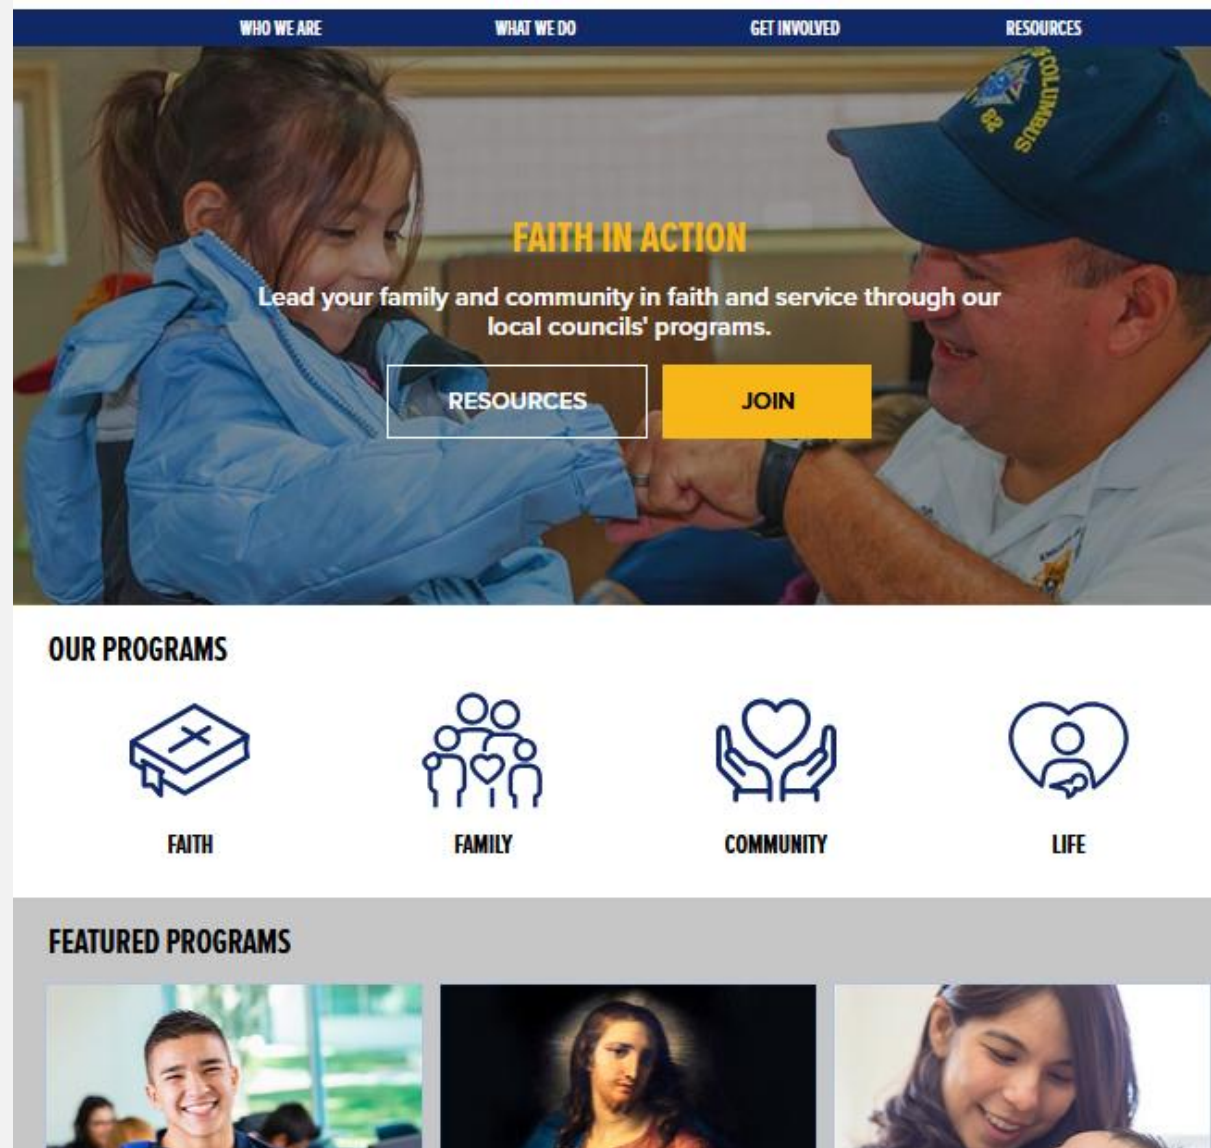 WHO WE ARE
WHAT WE DO
GET INVOLVED
RESOURCES
COLUMBUS
FAITH IN ACTION
Lead your family and community in faith and service through our
local councils' programs.
RESOURCES
JOIN
OUR PROGRAMS
FAITH
FAMILY
COMMUNITY
LIFE
FEATURED PROGRAMS